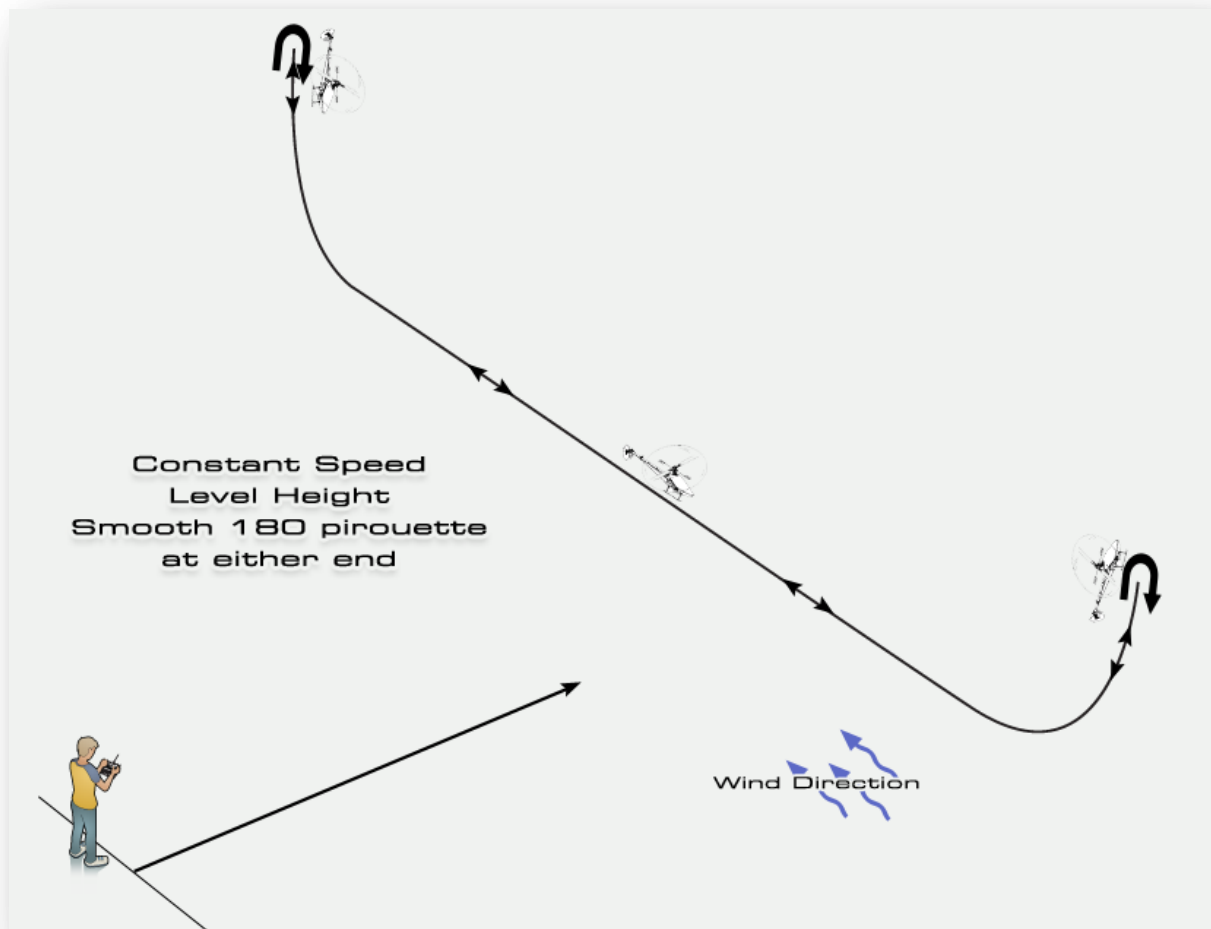 Constant Speed
Level Height
Smooth 180 pirouette
at either end
Wind Direction